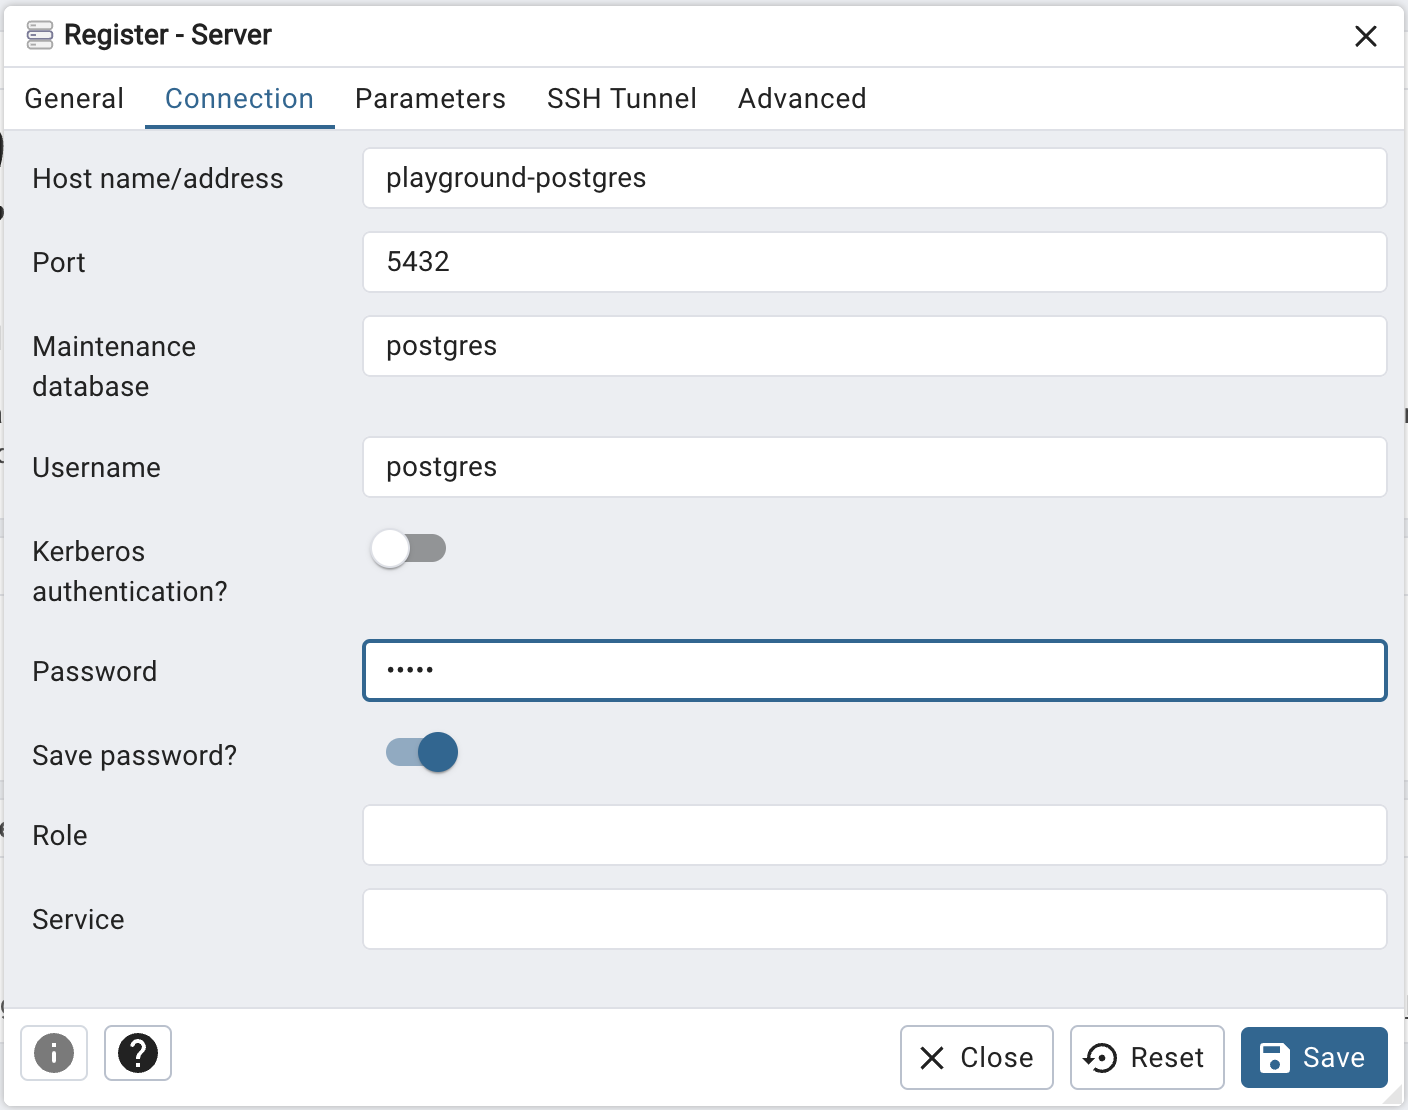 Register - Server
General Connection Parameters SSH Tunnel Advanced
Host name/address playground-postgres
Port 5432
Maintenance database postgres
Username postgres
Kerberos authentication?
Password •••••
Save password?
Role
Service
Close Reset Save